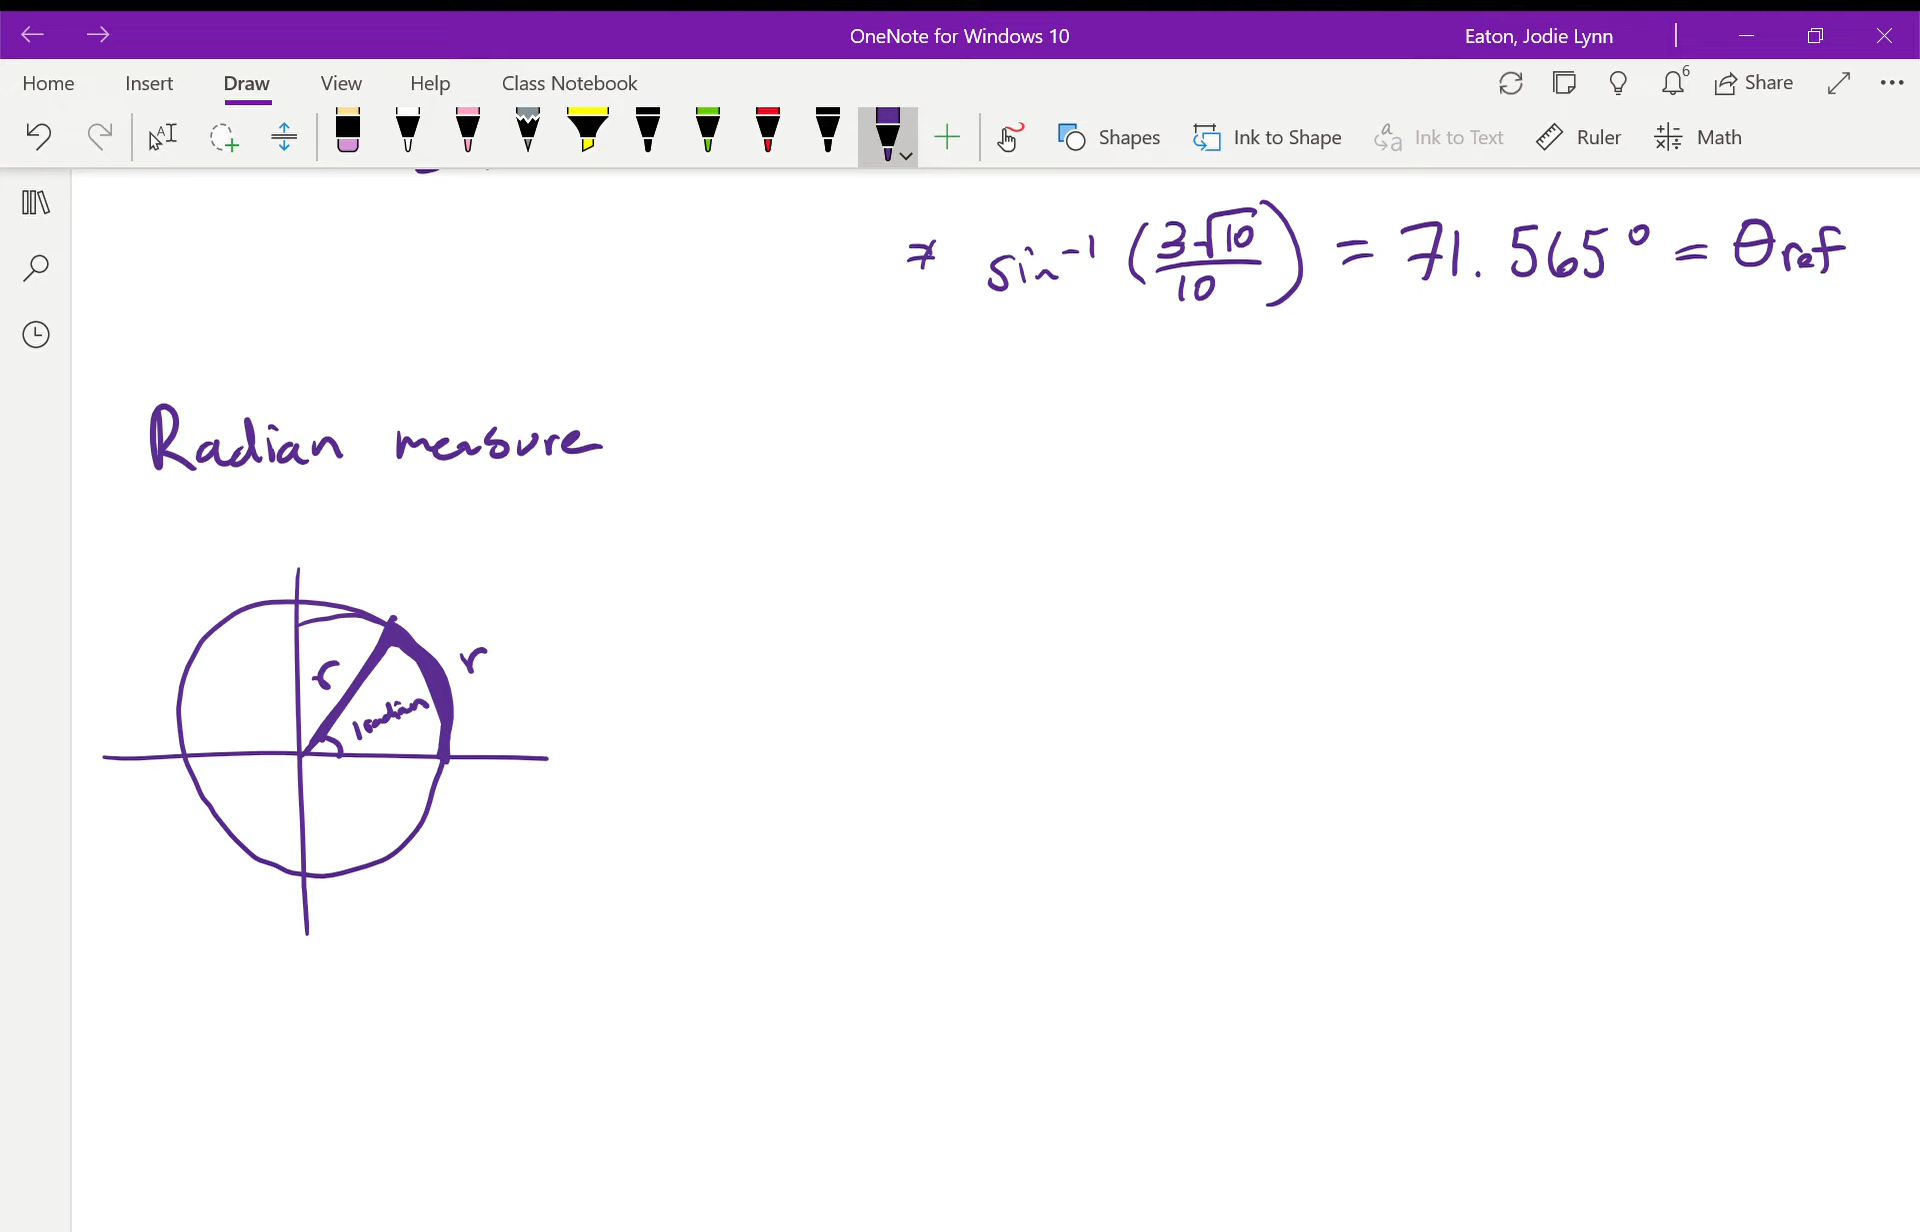 OneNote for Windows 10
Eaton, Jodie Lynn
Home Insert Draw View Help Class Notebook
6 Share
Shapes Ink to Shape Ink to Text Ruler Math
sin⁻¹ (3√10/10) = 71.565° = θref
Radian measure
r r
1 radian